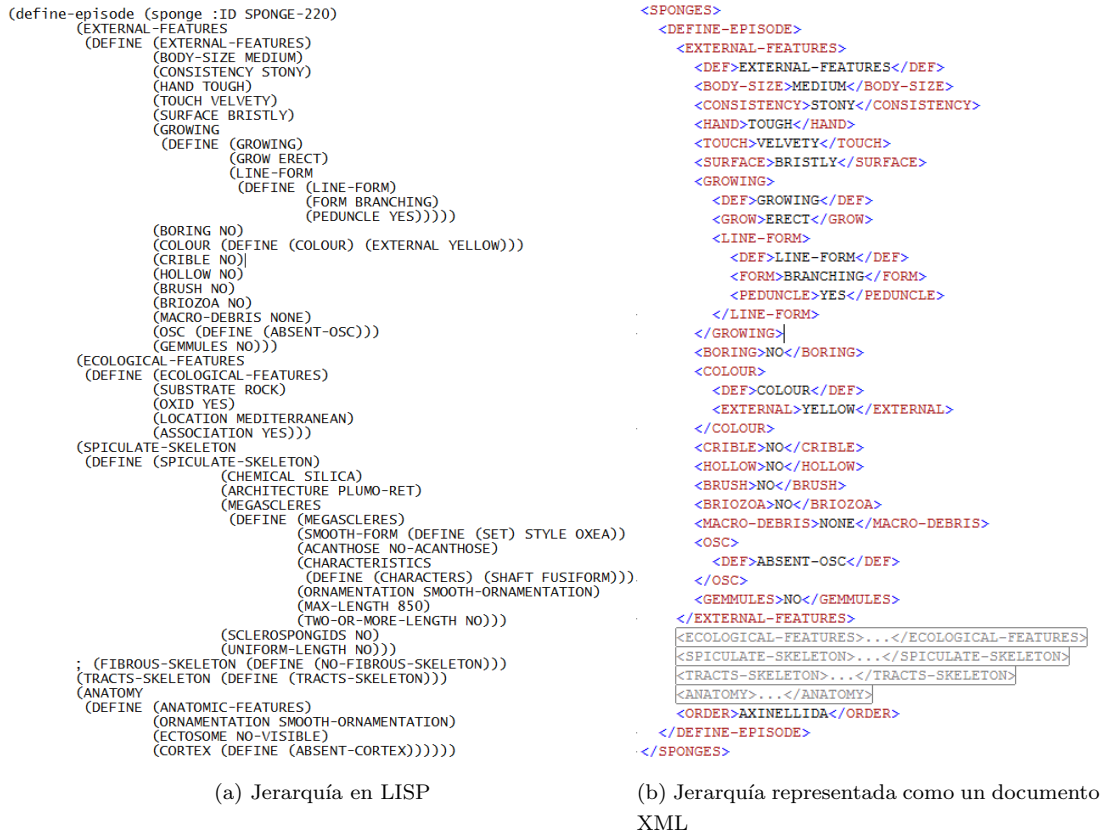 (define-episode (sponge :ID SPONGE-220)
(EXTERNAL-FEATURES
(DEFINE (EXTERNAL-FEATURES)
(BODY-SIZE MEDIUM)
(CONSISTENCY STONY)
(HAND TOUGH)
(TOUCH VELVETY)
(SURFACE BRISTLY)
(GROWING
(DEFINE (GROWING)
(GROW ERECT)
(LINE-FORM
(DEFINE (LINE-FORM)
(FORM BRANCHING)
(PEDUNCLE YES)))))
(BORING NO)
(COLOUR (DEFINE (COLOUR) (EXTERNAL YELLOW)))
(CRIBLE NO)
(HOLLOW NO)
(BRUSH NO)
(BRIOZOA NO)
(MACRO-DEBRIS NONE)
(OSC (DEFINE (ABSENT-OSC)))
(GEMMULES NO)))
(ECOLOGICAL-FEATURES
(DEFINE (ECOLOGICAL-FEATURES)
(SUBSTRATE ROCK)
(OXID YES)
(LOCATION MEDITERRANEAN)
(ASSOCIATION YES)))
(SPICULATE-SKELETON
(DEFINE (SPICULATE-SKELETON)
(CHEMICAL SILICA)
(ARCHITECTURE PLUMO-RET)
(MEGASCLERES
(DEFINE (MEGASCLERES)
(SMOOTH-FORM (DEFINE (SET) STYLE OXEA))
(ACANTHOSE NO-ACANTHOSE)
(CHARACTERISTICS
(DEFINE (CHARACTERS) (SHAFT FUSIFORM)))
(ORNAMENTATION SMOOTH-ORNAMENTATION)
(MAX-LENGTH 850)
(TWO-OR-MORE-LENGTH NO)))
(SCLEROSPONGIDS NO)
(UNIFORM-LENGTH NO)))
; (FIBROUS-SKELETON (DEFINE (NO-FIBROUS-SKELETON)))
(TRACTS-SKELETON (DEFINE (TRACTS-SKELETON)))
(ANATOMY
(DEFINE (ANATOMIC-FEATURES)
(ORNAMENTATION SMOOTH-ORNAMENTATION)
(ECTOSOME NO-VISIBLE)
(CORTEX (DEFINE (ABSENT-CORTEX))))))
(a) Jerarquía en LISP
<SPONGES>
<DEFINE-EPISODE>
<EXTERNAL-FEATURES>
<DEF>EXTERNAL-FEATURES</DEF>
<BODY-SIZE>MEDIUM</BODY-SIZE>
<CONSISTENCY>STONY</CONSISTENCY>
<HAND>TOUGH</HAND>
<TOUCH>VELVETY</TOUCH>
<SURFACE>BRISTLY</SURFACE>
<GROWING>
<DEF>GROWING</DEF>
<GROW>ERECT</GROW>
<LINE-FORM>
<DEF>LINE-FORM</DEF>
<FORM>BRANCHING</FORM>
<PEDUNCLE>YES</PEDUNCLE>
</LINE-FORM>
</GROWING>
<BORING>NO</BORING>
<COLOUR>
<DEF>COLOUR</DEF>
<EXTERNAL>YELLOW</EXTERNAL>
</COLOUR>
<CRIBLE>NO</CRIBLE>
<HOLLOW>NO</HOLLOW>
<BRUSH>NO</BRUSH>
<BRIOZOA>NO</BRIOZOA>
<MACRO-DEBRIS>NONE</MACRO-DEBRIS>
<OSC>
<DEF>ABSENT-OSC</DEF>
</OSC>
<GEMMULES>NO</GEMMULES>
</EXTERNAL-FEATURES>
<ECOLOGICAL-FEATURES>...</ECOLOGICAL-FEATURES>
<SPICULATE-SKELETON>...</SPICULATE-SKELETON>
<TRACTS-SKELETON>...</TRACTS-SKELETON>
<ANATOMY>...</ANATOMY>
<ORDER>AXINELLIDA</ORDER>
</DEFINE-EPISODE>
</SPONGES>
(b) Jerarquía representada como un documento
XML